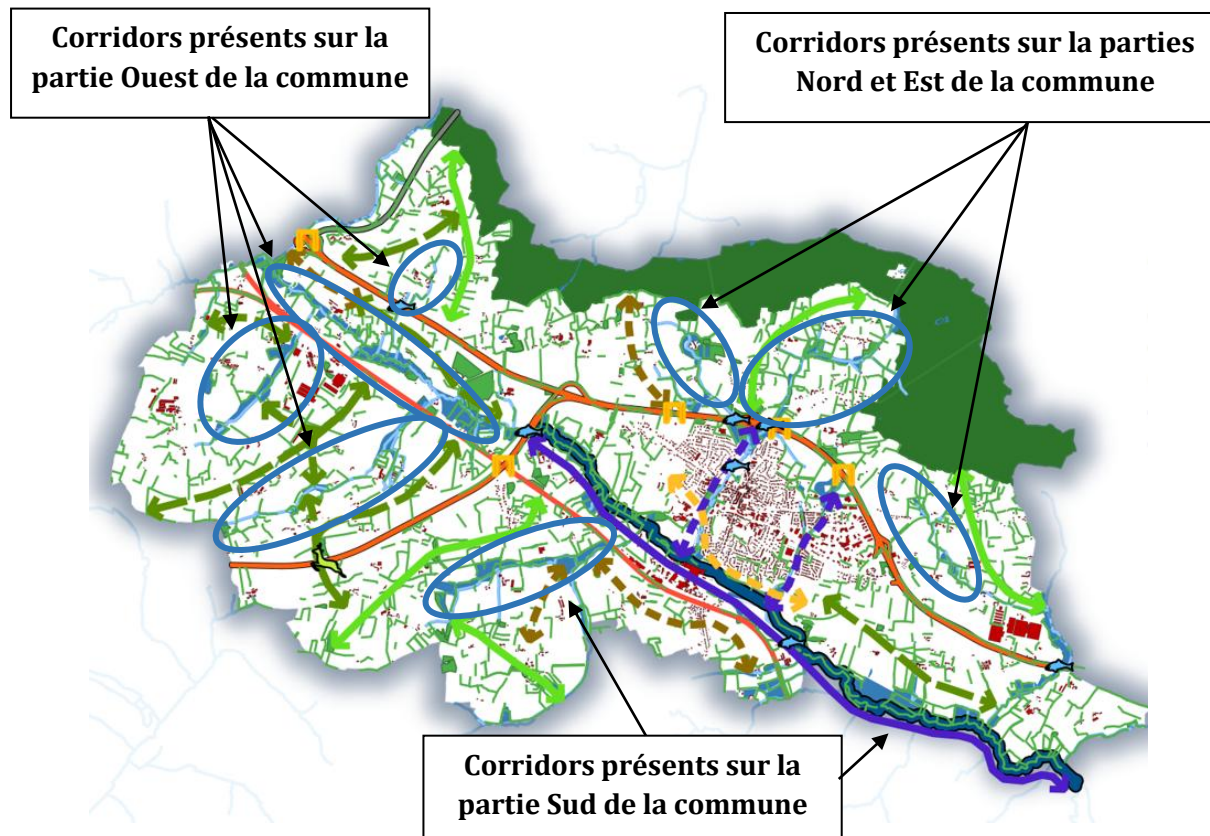 Corridors présents sur la
partie Ouest de la commune
Corridors présents sur la parties
Nord et Est de la commune
Corridors présents sur la
partie Sud de la commune